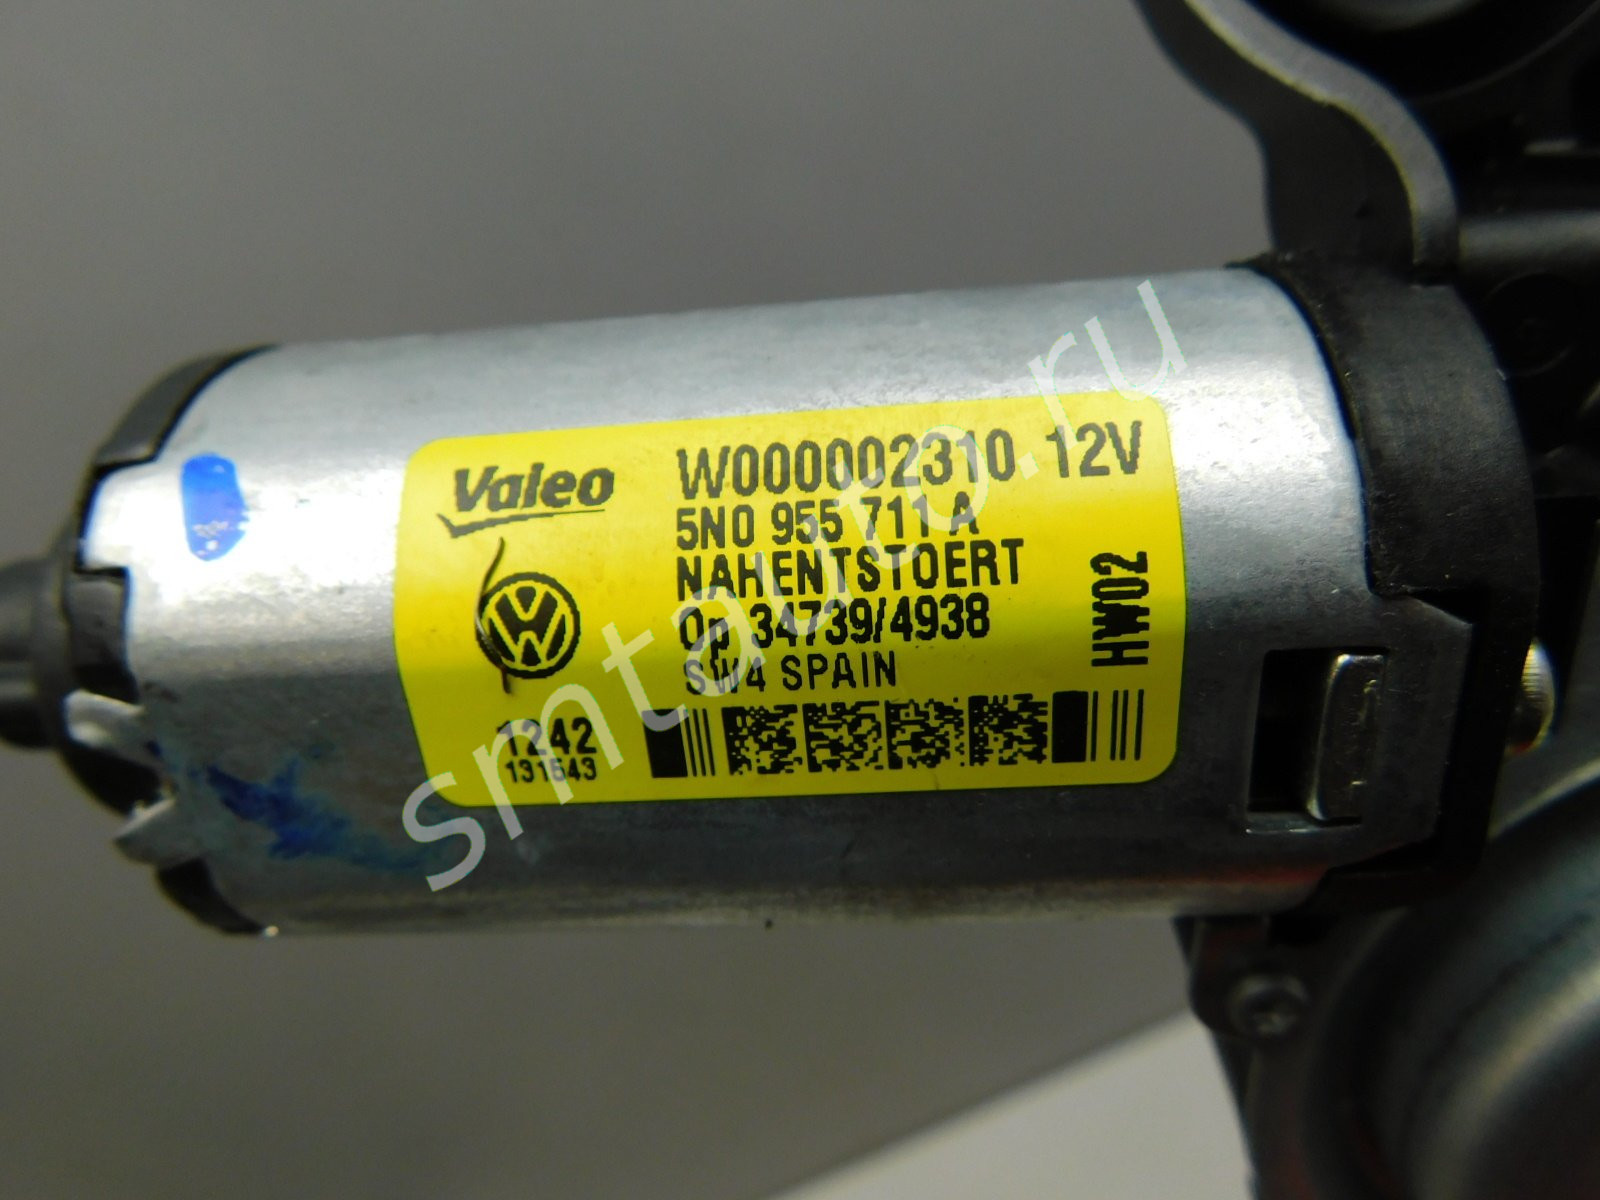 Valeo
W000002310 12V
5N0 955 711 A
NAHENTSTOERT
Op 34739/4938
SW4 SPAIN
HW02
1242
131543
smtauto.ru